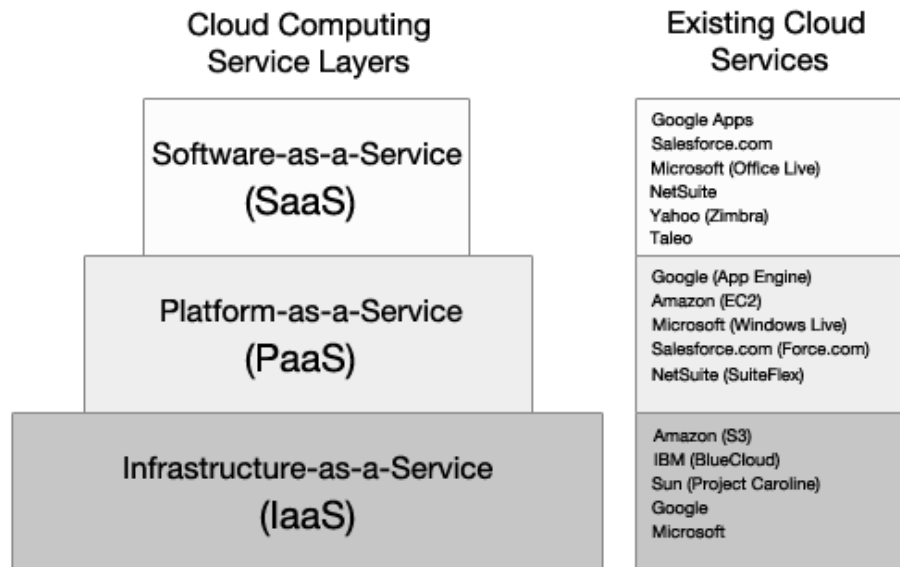 Cloud Computing
Service Layers
Software-as-a-Service
(SaaS)
Platform-as-a-Service
(PaaS)
Infrastructure-as-a-Service
(IaaS)
Existing Cloud
Services
Google Apps
Salesforce.com
Microsoft (Office Live)
NetSuite
Yahoo (Zimbra)
Taleo
Google (App Engine)
Amazon (EC2)
Microsoft (Windows Live)
Salesforce.com (Force.com)
NetSuite (SuiteFlex)
Amazon (S3)
IBM (BlueCloud)
Sun (Project Caroline)
Google
Microsoft